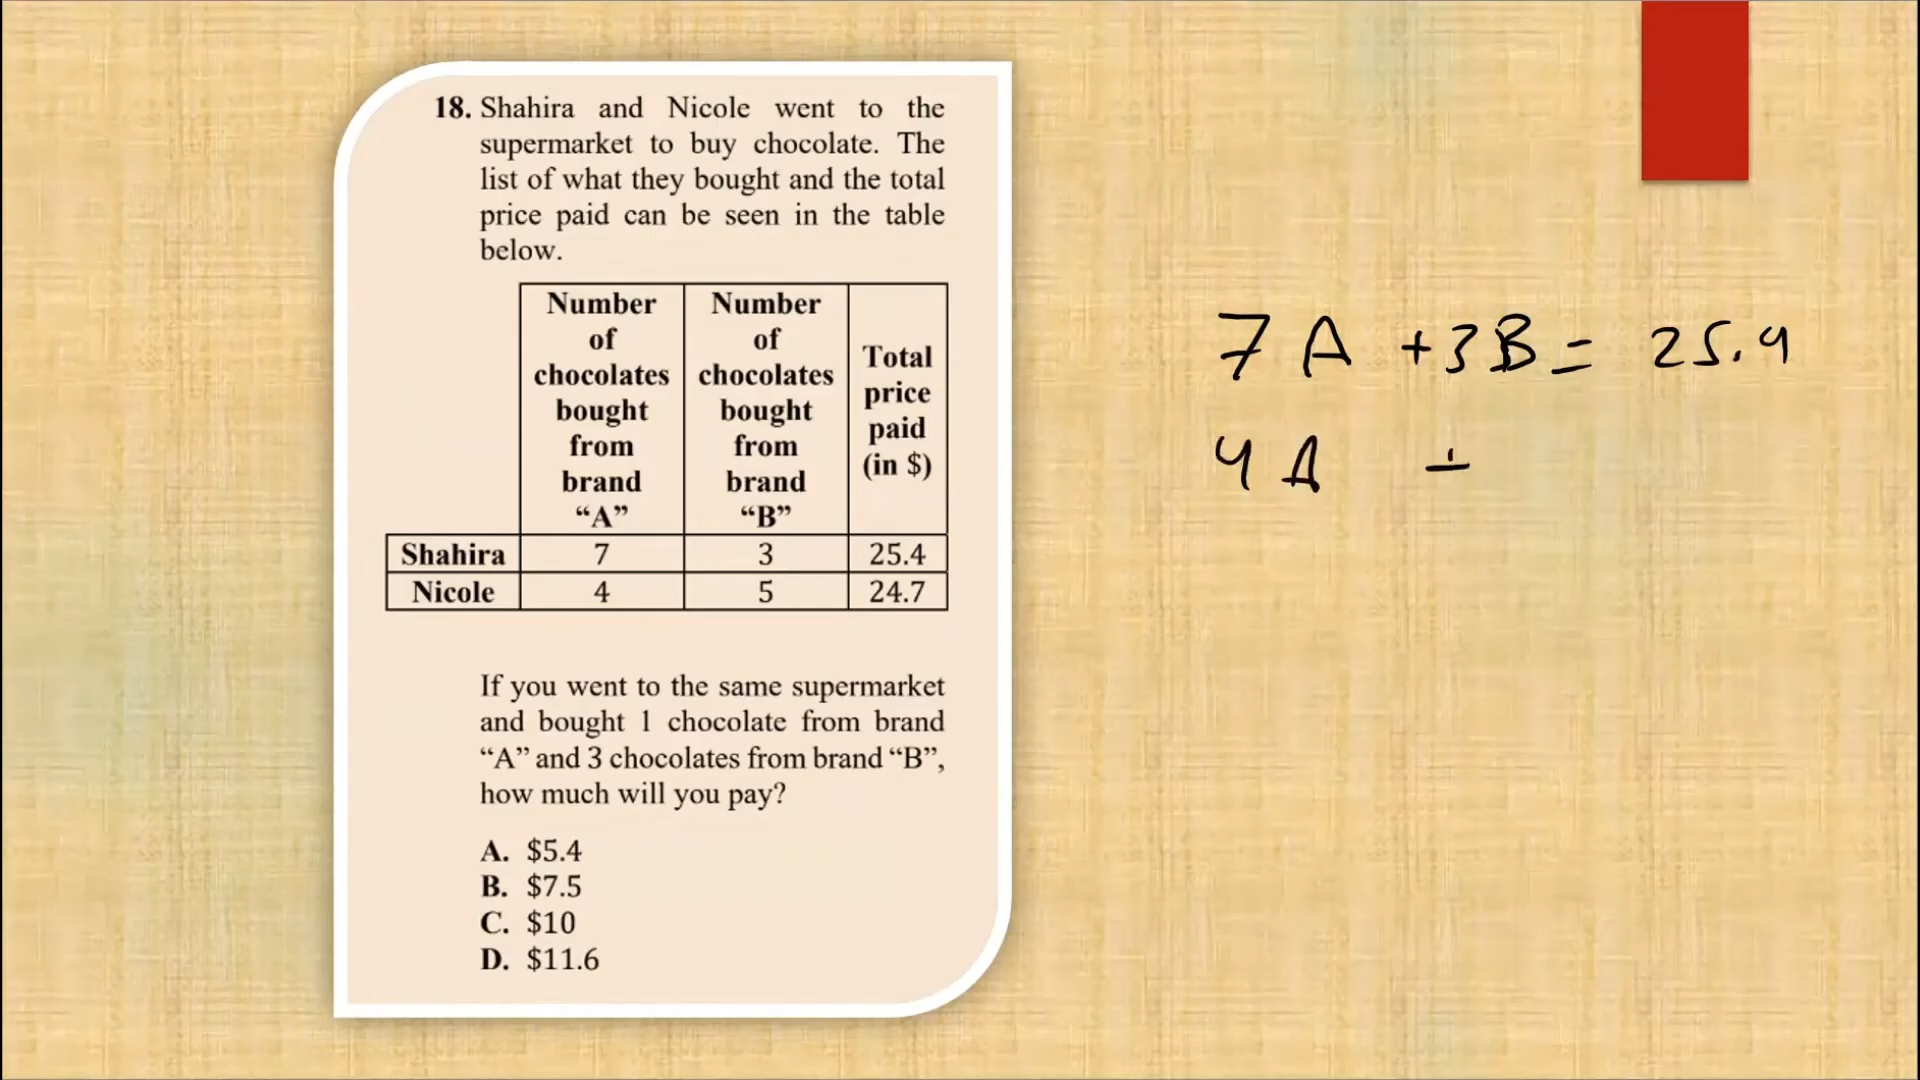 18. Shahira and Nicole went to the
supermarket to buy chocolate. The
list of what they bought and the total
price paid can be seen in the table
below.
Number of chocolates bought from brand “A” Number of chocolates bought from brand “B” Total price paid (in $)
Shahira 7 3 25.4
Nicole 4 5 24.7
If you went to the same supermarket
and bought 1 chocolate from brand
“A” and 3 chocolates from brand “B”,
how much will you pay?
A. $5.4
B. $7.5
C. $10
D. $11.6
7 A + 3 B = 25.4
4 A +